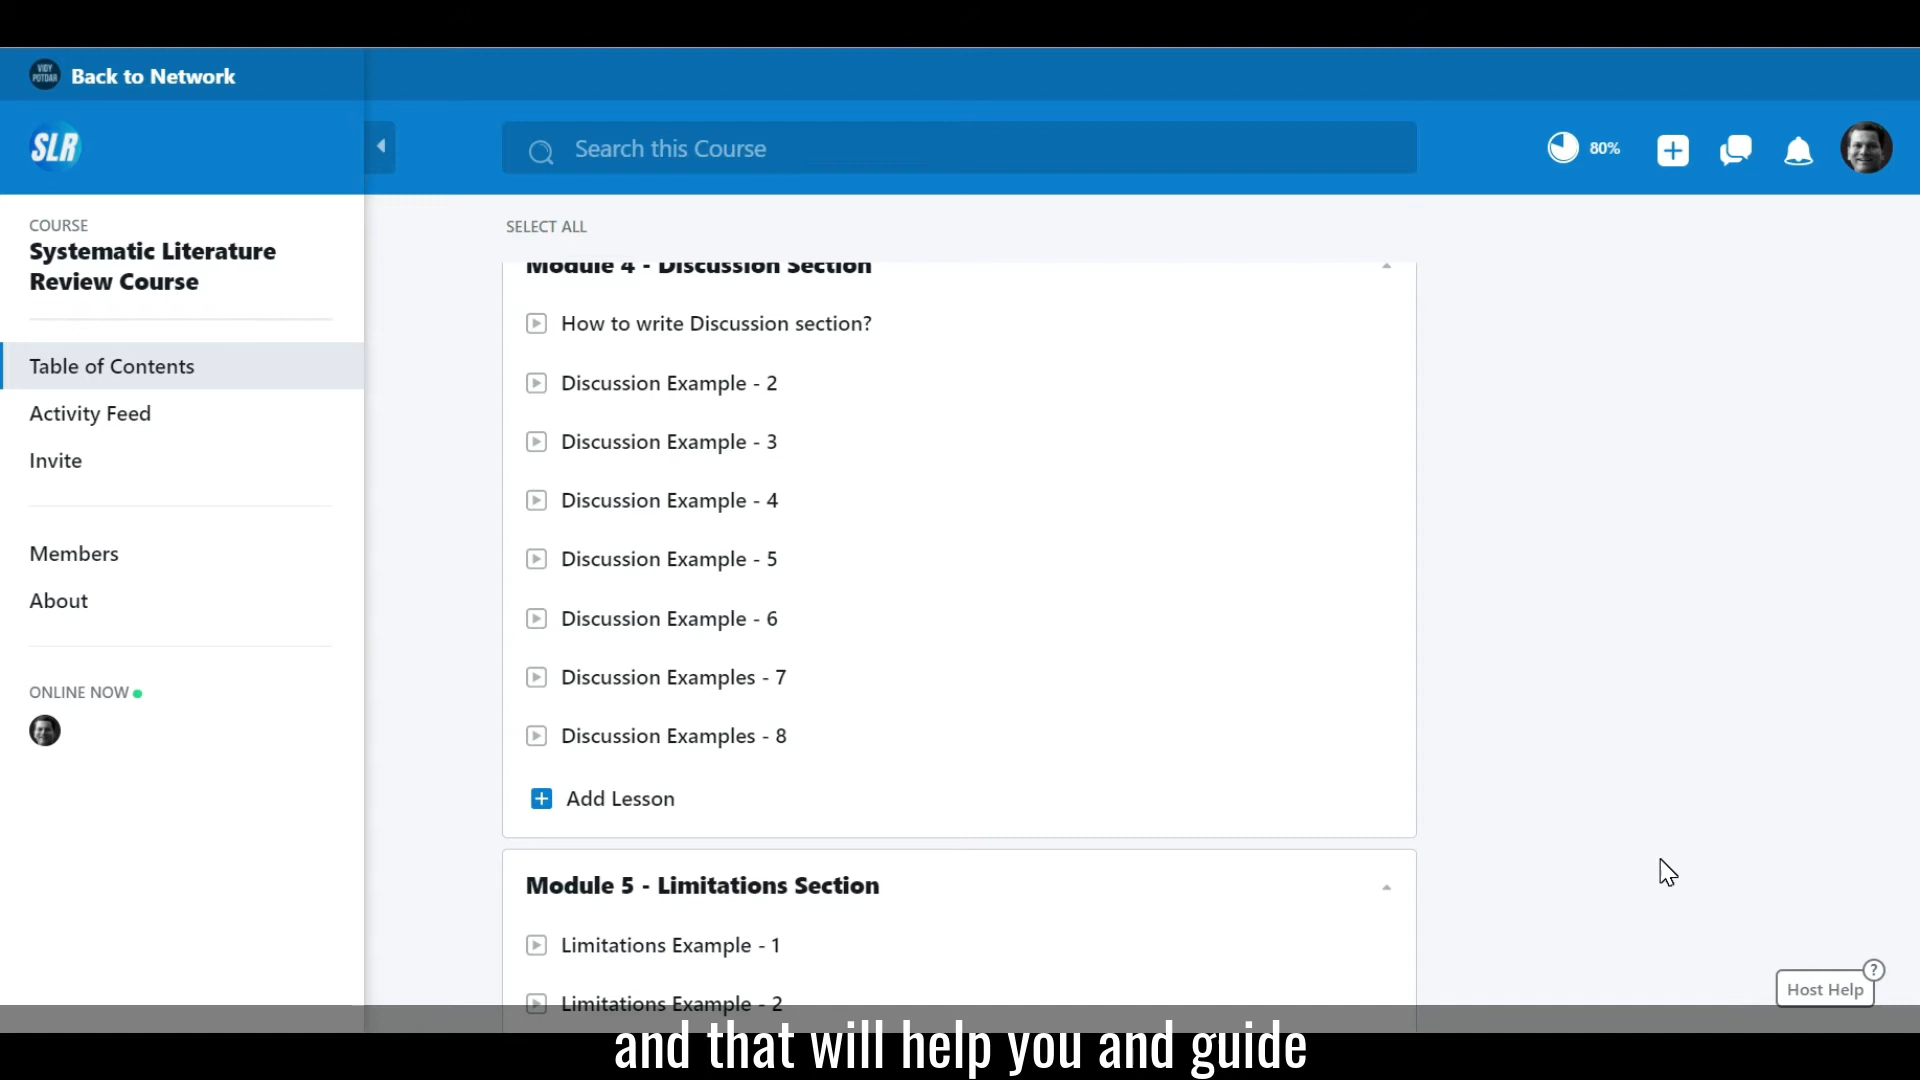 VIDY
POTDAR
Back to Network
SLR
Search this Course
80%
COURSE
Systematic Literature
Review Course
Table of Contents
Activity Feed
Invite
Members
About
ONLINE NOW
SELECT ALL
Module 4 - Discussion Section
How to write Discussion section?
Discussion Example - 2
Discussion Example - 3
Discussion Example - 4
Discussion Example - 5
Discussion Example - 6
Discussion Examples - 7
Discussion Examples - 8
Add Lesson
Module 5 - Limitations Section
Limitations Example - 1
Limitations Example - 2
?
Host Help
and that will help you and guide